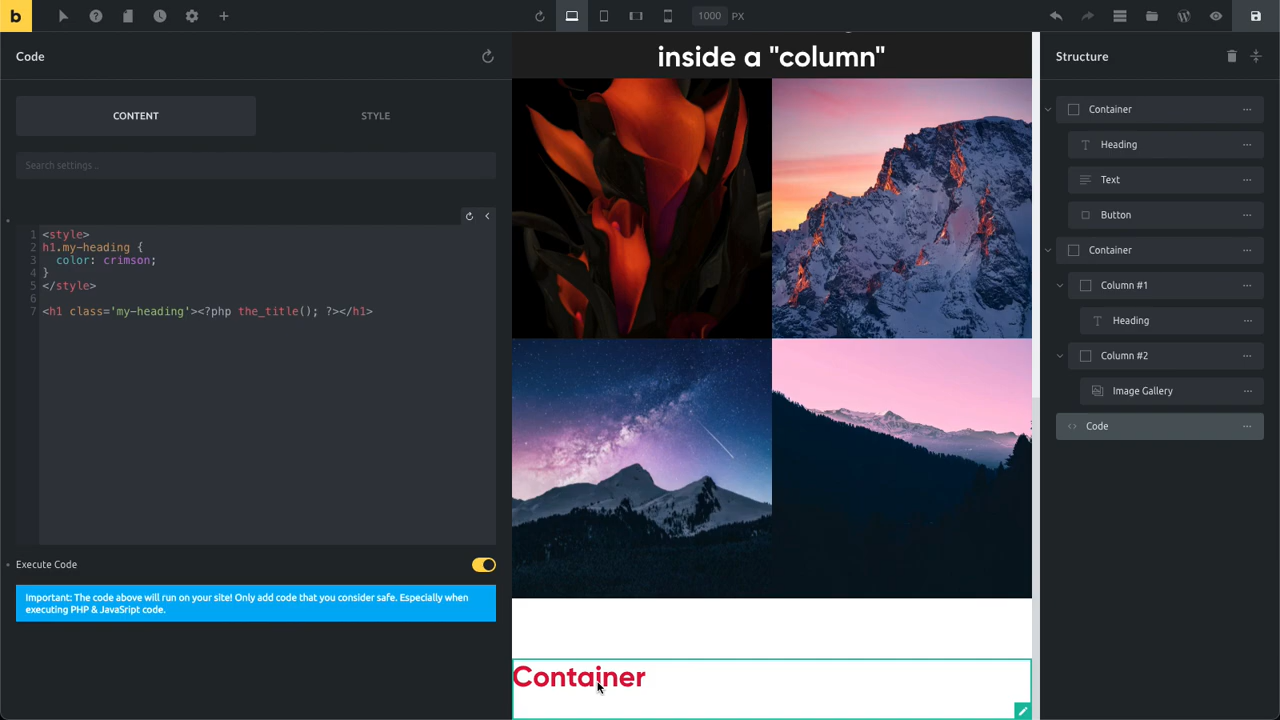 b
1000 PX
Code
CONTENT
STYLE
Search settings ..
1 <style>
2 h1.my-heading {
3   color: crimson;
4 }
5 </style>
6
7 <h1 class='my-heading'><?php the_title(); ?></h1>
Execute Code
Important: The code above will run on your site! Only add code that you consider safe. Especially when
executing PHP & JavaSript code.
inside a "column"
Container
Structure
Container
Heading
Text
Button
Container
Column #1
Heading
Column #2
Image Gallery
Code